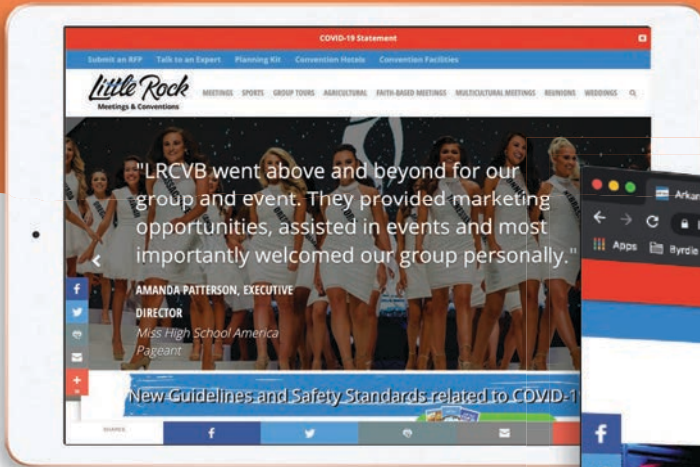 COVID-19 Statement
Submit an RFP Talk to an Expert Planning Kit Convention Hotels Convention Facilities
Little Rock
Meetings & Conventions
MEETINGS SPORTS GROUP TOURS AGRICULTURAL FAITH-BASED MEETINGS MULTICULTURAL MEETINGS REUNIONS WEDDINGS
"LRCVB went above and beyond for our
group and event. They provided marketing
opportunities, assisted in events and most
importantly welcomed our group personally."
AMANDA PATTERSON, EXECUTIVE
DIRECTOR
Miss High School America
Pageant
New Guidelines and Safety Standards related to COVID-1
SHARES
Arkan
Apps Byrdie